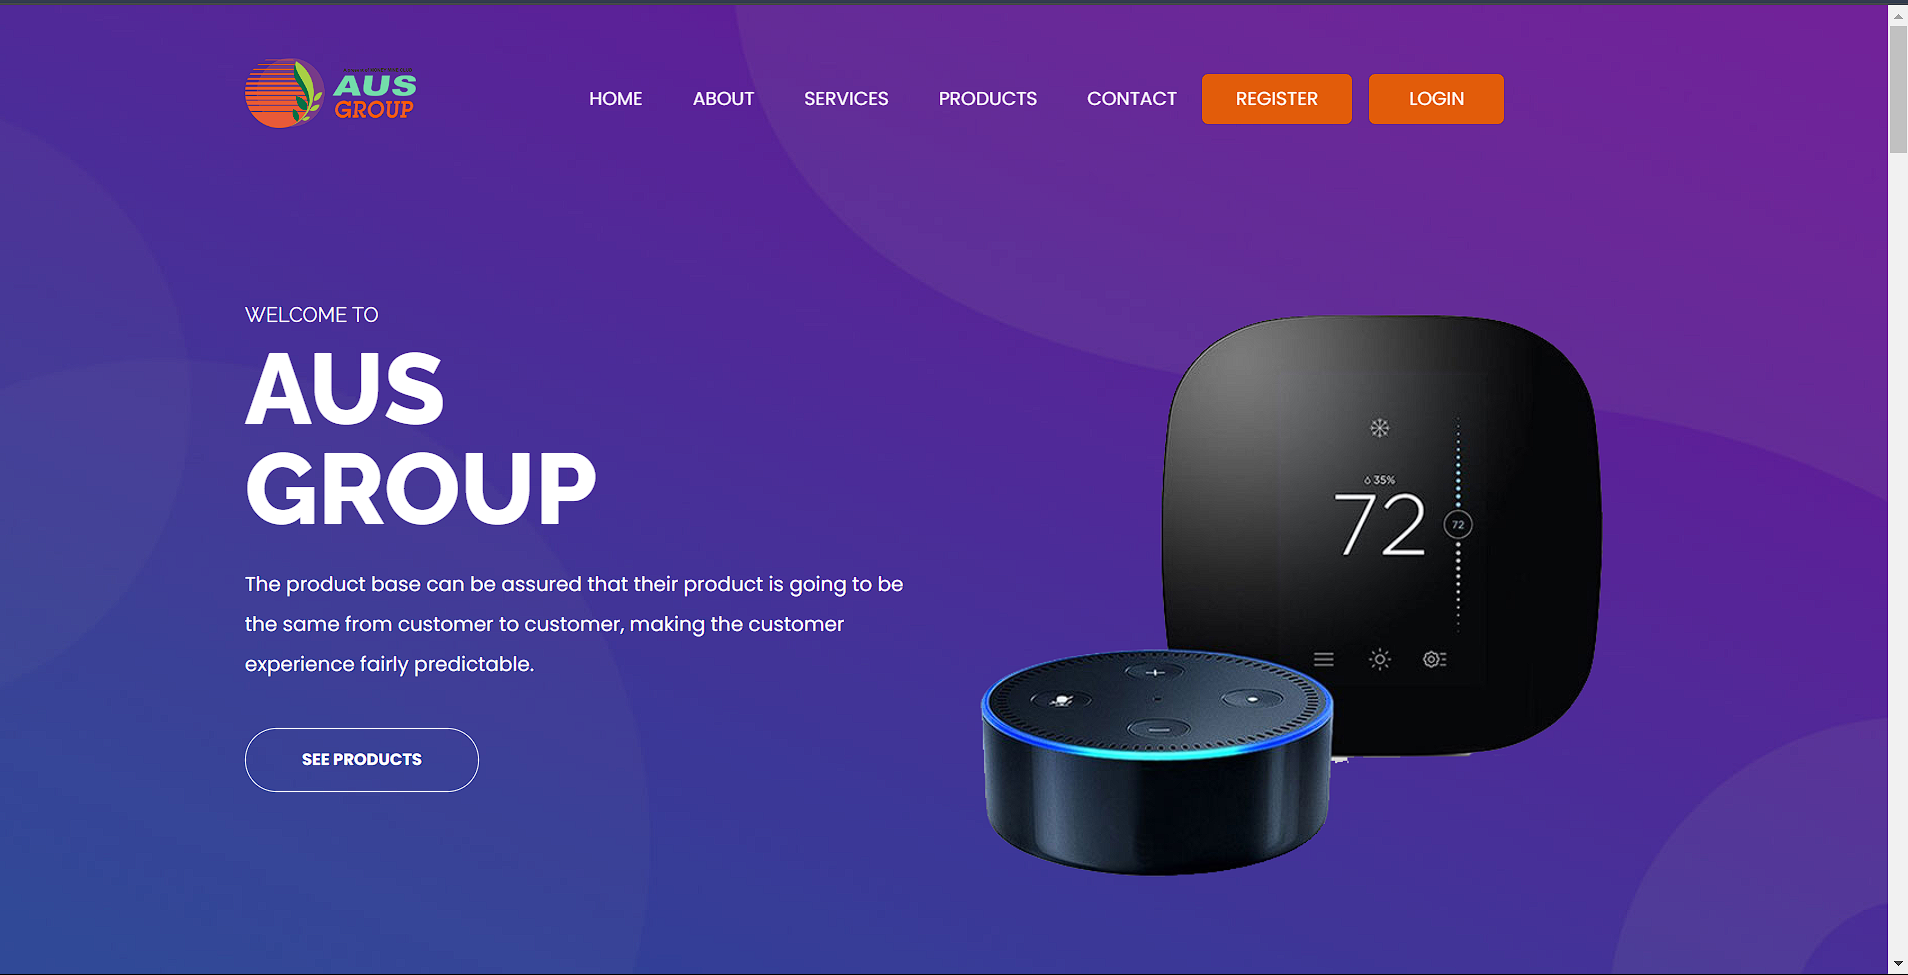 AUS
GROUP
HOME
ABOUT
SERVICES
PRODUCTS
CONTACT
REGISTER
LOGIN
WELCOME TO
AUS
GROUP
The product base can be assured that their product is going to be
the same from customer to customer, making the customer
experience fairly predictable.
SEE PRODUCTS
35%
72
72